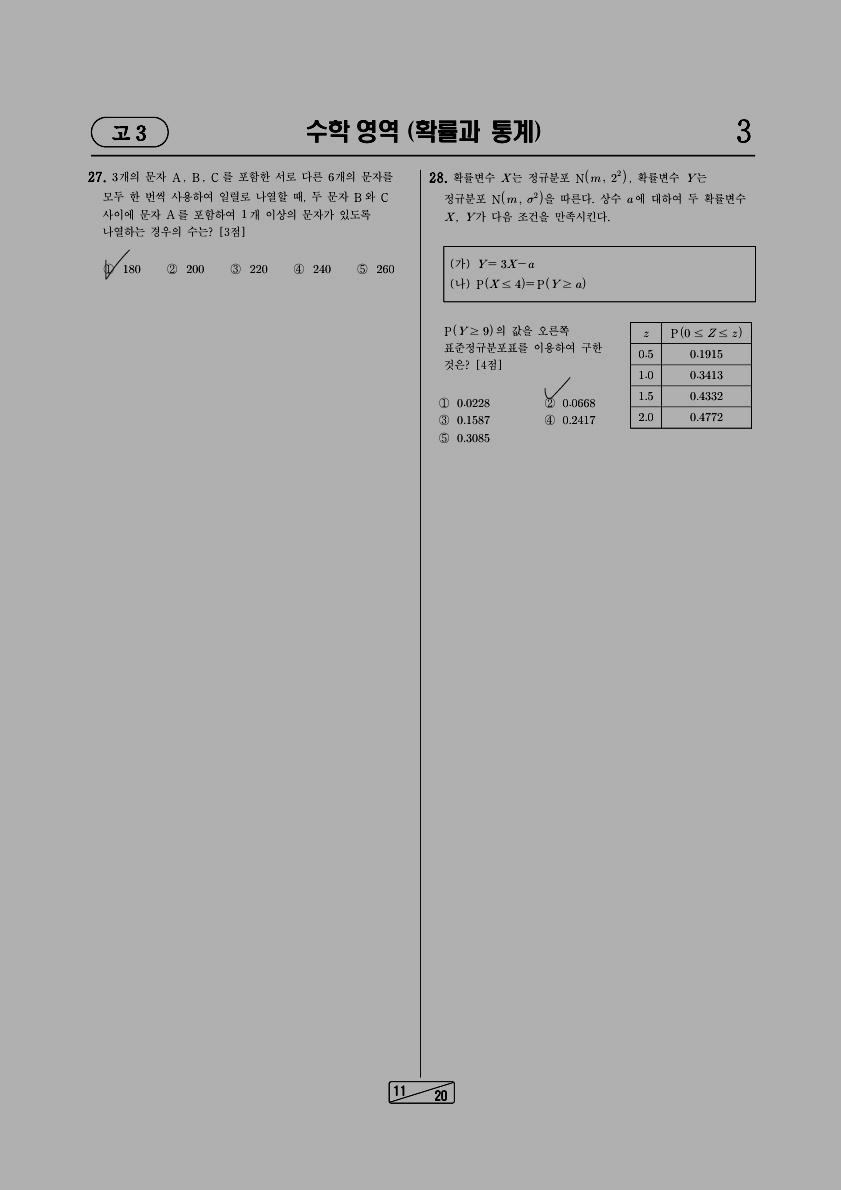 고 3
수학 영역 (확률과 통계)
3
27. 3개의 문자 A, B, C를 포함한 서로 다른 6개의 문자를
모두 한 번씩 사용하여 일렬로 나열할 때, 두 문자 B와 C
사이에 문자 A를 포함하여 1개 이상의 문자가 있도록
나열하는 경우의 수는? [3점]
① 180 ② 200 ③ 220 ④ 240 ⑤ 260
28. 확률변수 X는 정규분포 N(m, 2²), 확률변수 Y는
정규분포 N(m, σ²)을 따른다. 상수 a에 대하여 두 확률변수
X, Y가 다음 조건을 만족시킨다.
(가) Y = 3X − a
(나) P(X ≤ 4) = P(Y ≥ a)
P(Y ≥ 9)의 값을 오른쪽
표준정규분포표를 이용하여 구한
것은? [4점]
z P(0 ≤ Z ≤ z)
0.5 0.1915
1.0 0.3413
1.5 0.4332
2.0 0.4772
① 0.0228 ② 0.0668
③ 0.1587 ④ 0.2417
⑤ 0.3085
11
20